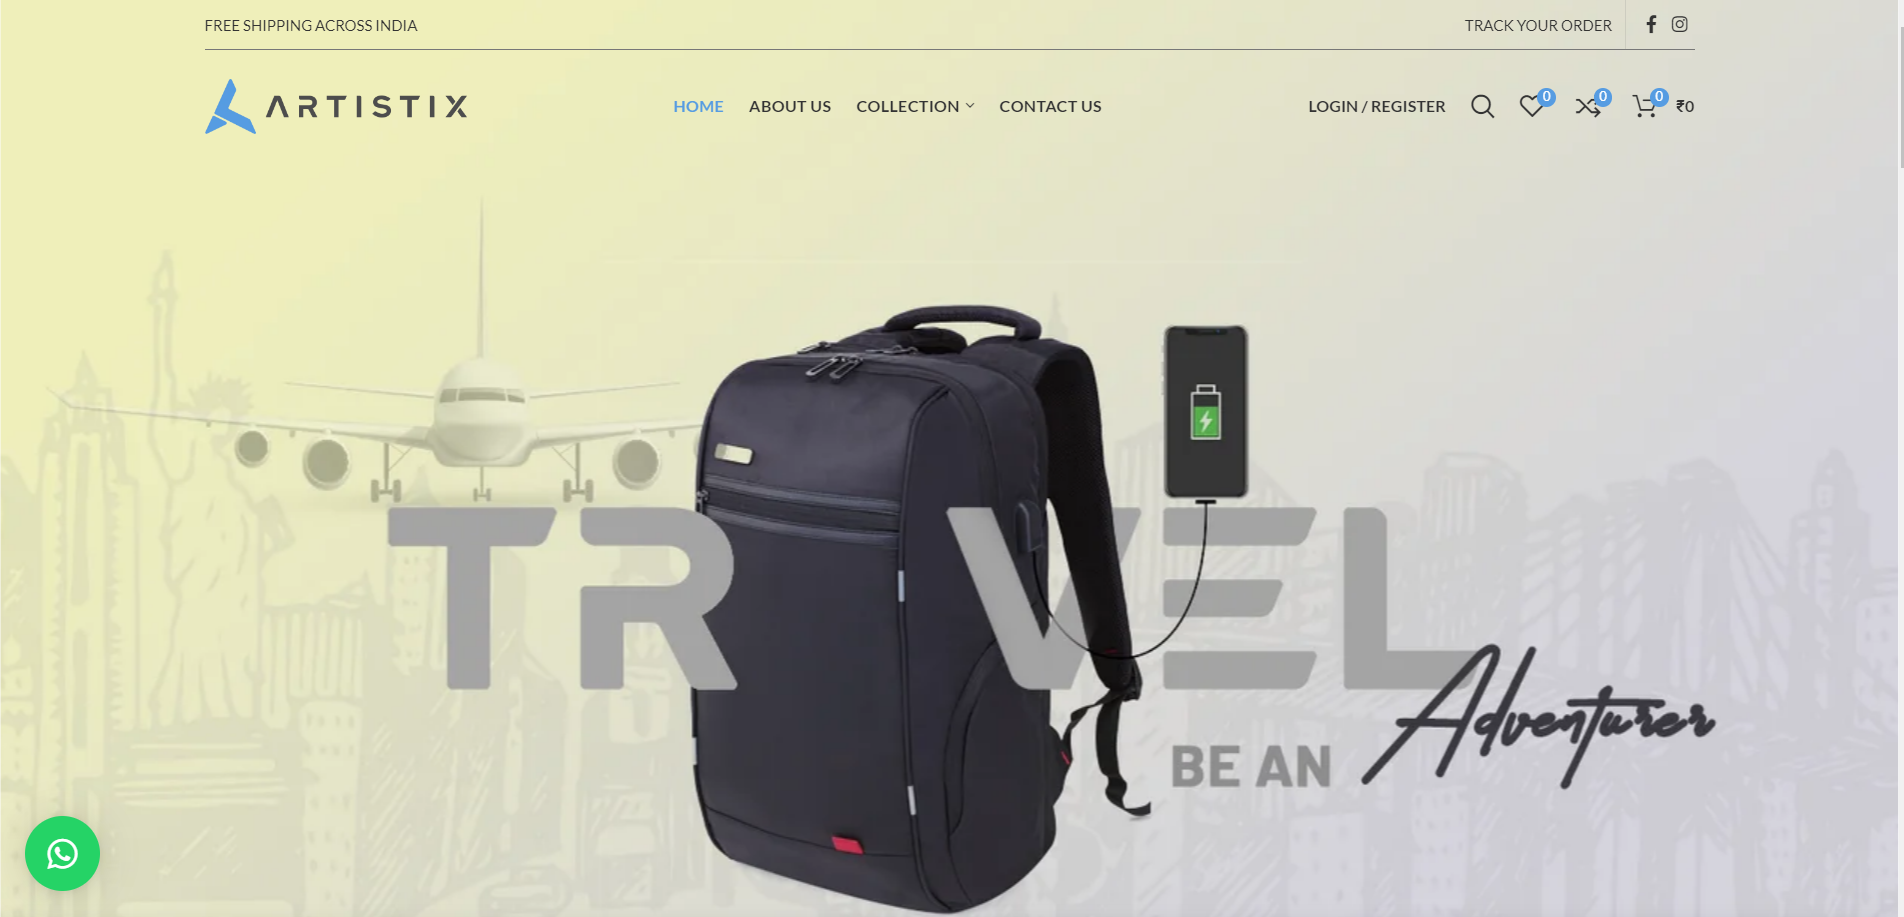 FREE SHIPPING ACROSS INDIA
TRACK YOUR ORDER
ARTISTIX
HOME
ABOUT US
COLLECTION
CONTACT US
LOGIN / REGISTER
0
0
0
₹0
TR VEL
BE AN
Adventurer